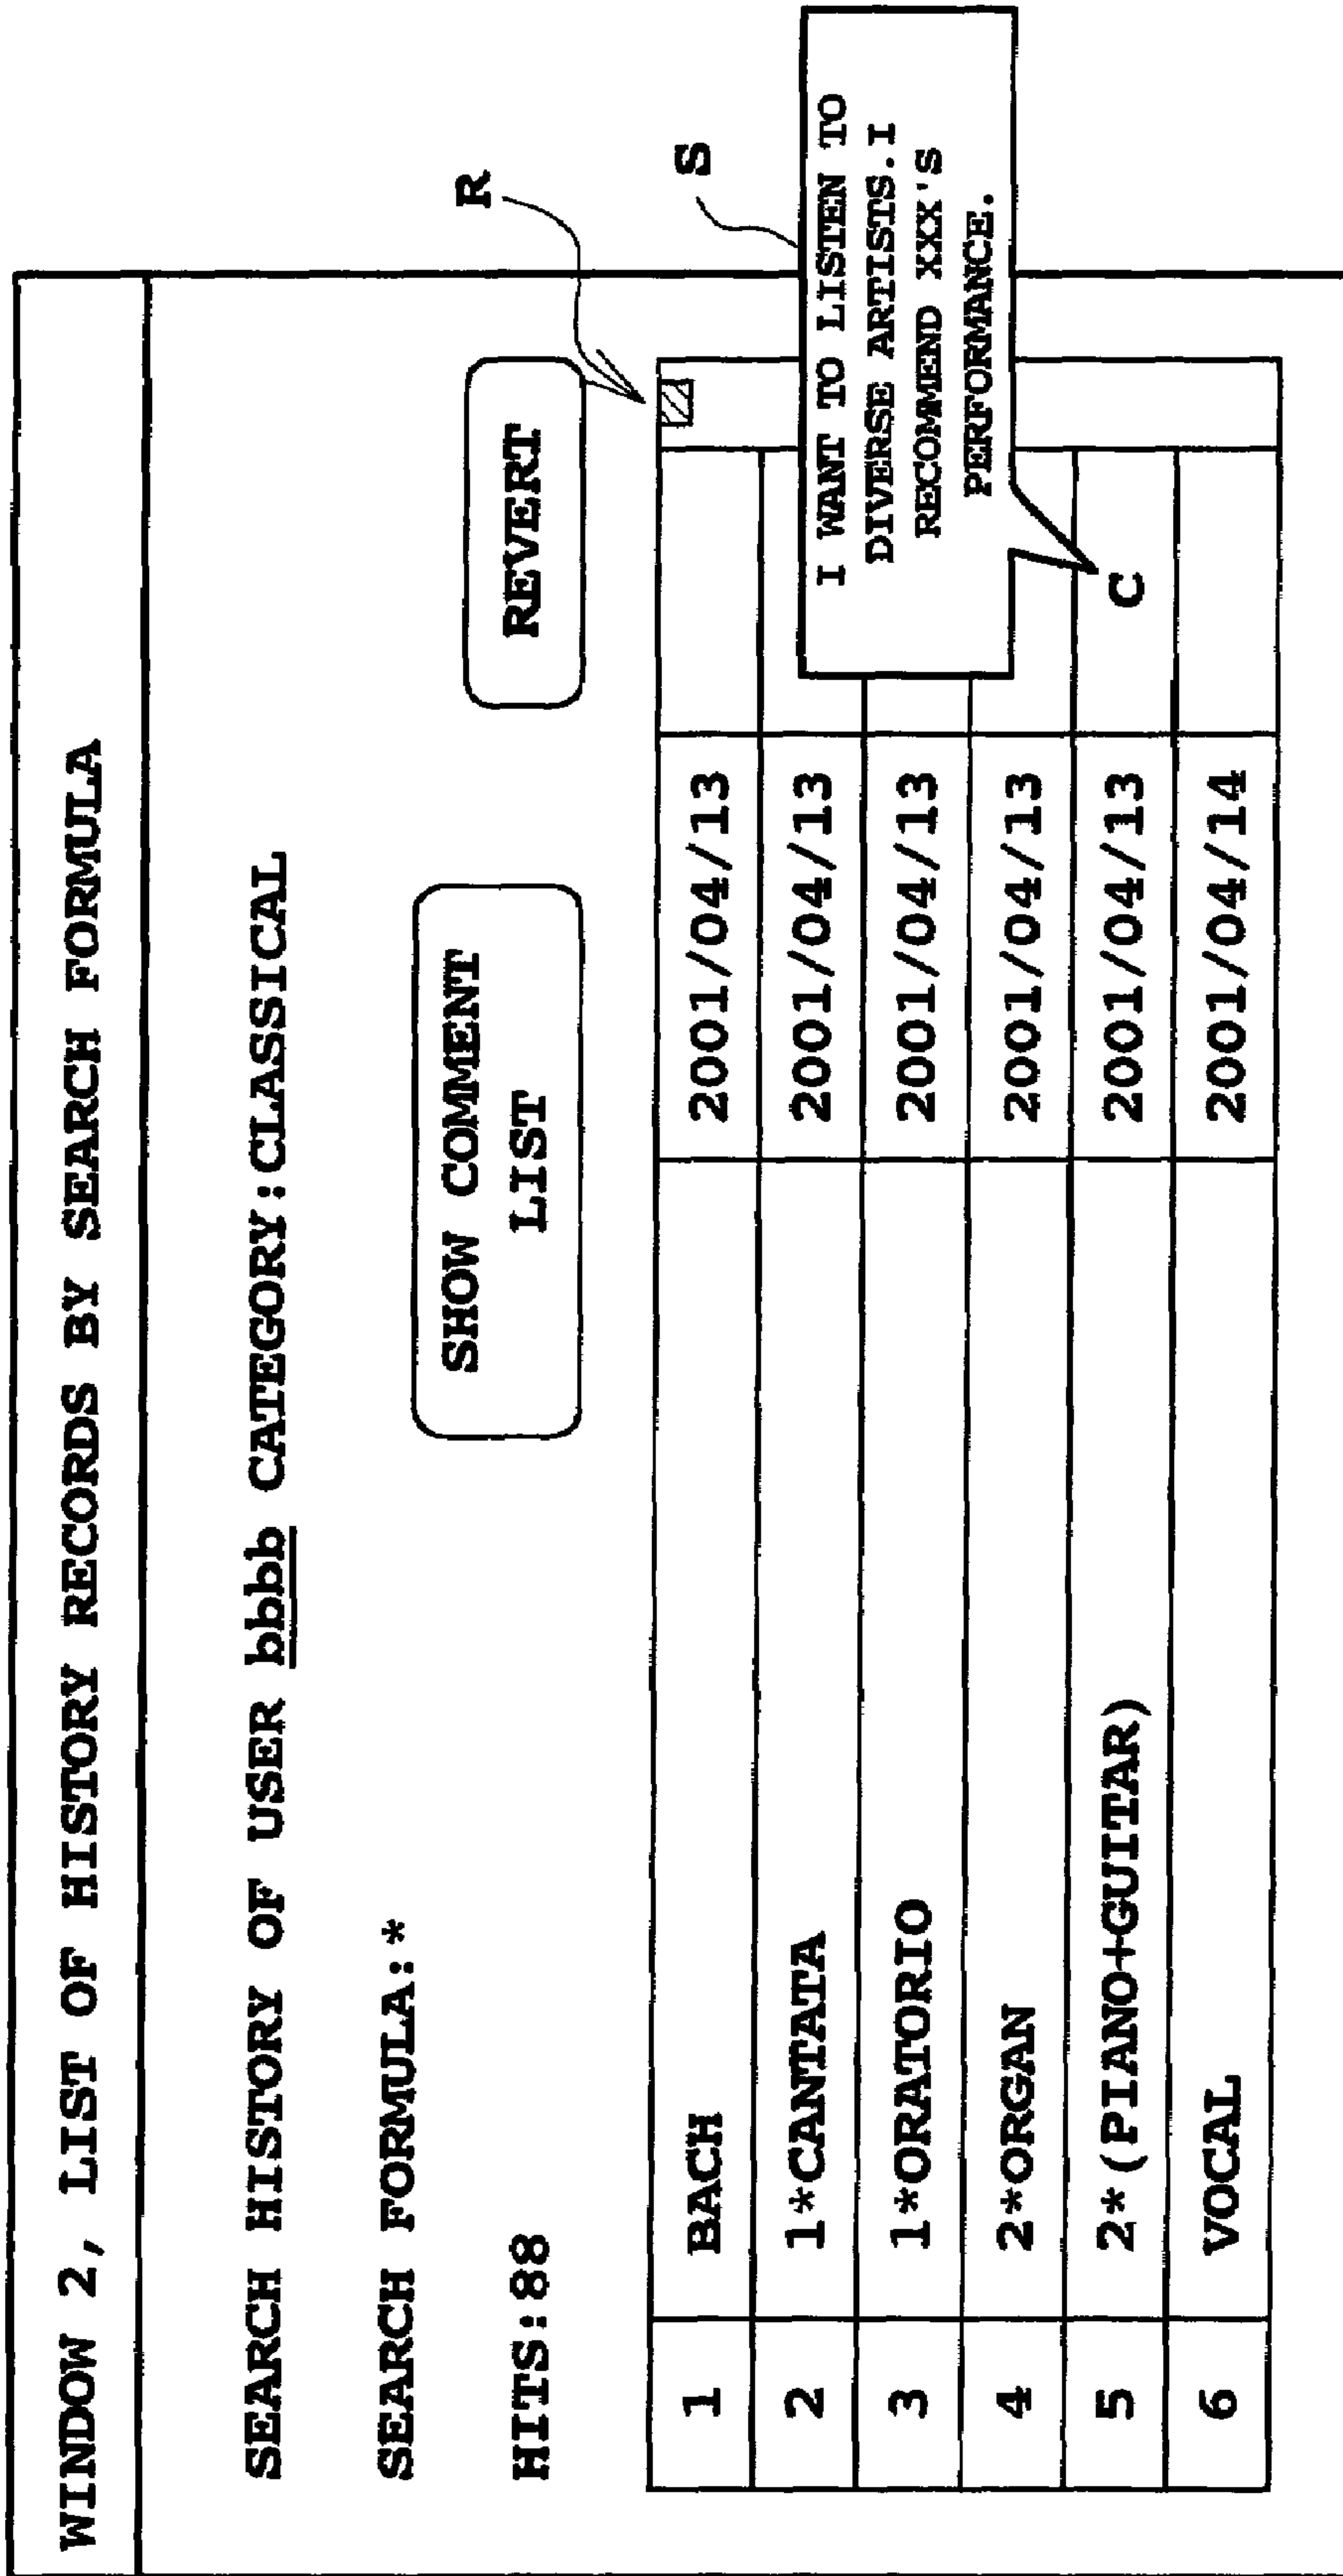 WINDOW 2, LIST OF HISTORY RECORDS BY SEARCH FORMULA
SEARCH HISTORY OF USER bbbb CATEGORY:CLASSICAL
SEARCH FORMULA:*
HITS:88
SHOW COMMENT
LIST
REVERT
R
1 BACH 2001/04/13
2 1*CANTATA 2001/04/13
3 1*ORATORIO 2001/04/13
4 2*ORGAN 2001/04/13
5 2*(PIANO+GUITAR) 2001/04/13 C
6 VOCAL 2001/04/14
S
I WANT TO LISTEN TO
DIVERSE ARTISTS.I
RECOMMEND XXX'S
PERFORMANCE.